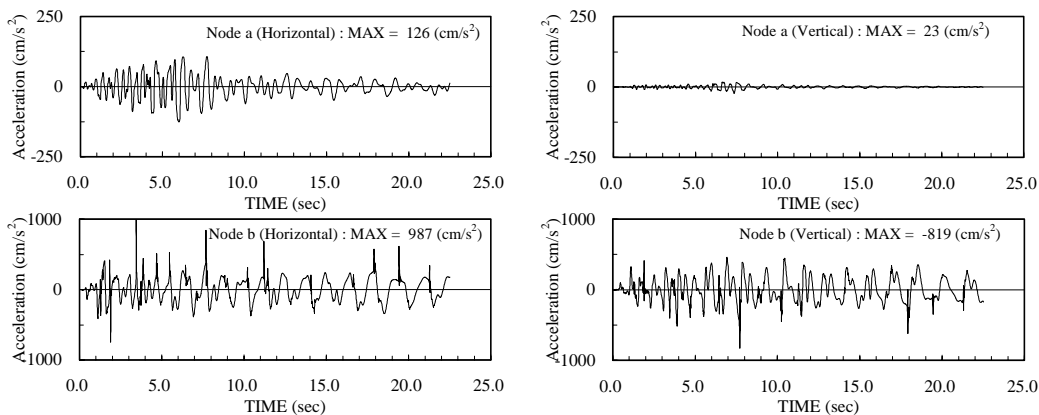 250
Node a (Horizontal) : MAX = 126 (cm/s²)
0
-250
Acceleration (cm/s²)
0.0 5.0 10.0 15.0 20.0 25.0
TIME (sec)
250
Node a (Vertical) : MAX = 23 (cm/s²)
0
-250
Acceleration (cm/s²)
0.0 5.0 10.0 15.0 20.0 25.0
TIME (sec)
1000
Node b (Horizontal) : MAX = 987 (cm/s²)
0
-1000
Acceleration (cm/s²)
0.0 5.0 10.0 15.0 20.0 25.0
TIME (sec)
1000
Node b (Vertical) : MAX = -819 (cm/s²)
0
-1000
Acceleration (cm/s²)
0.0 5.0 10.0 15.0 20.0 25.0
TIME (sec)